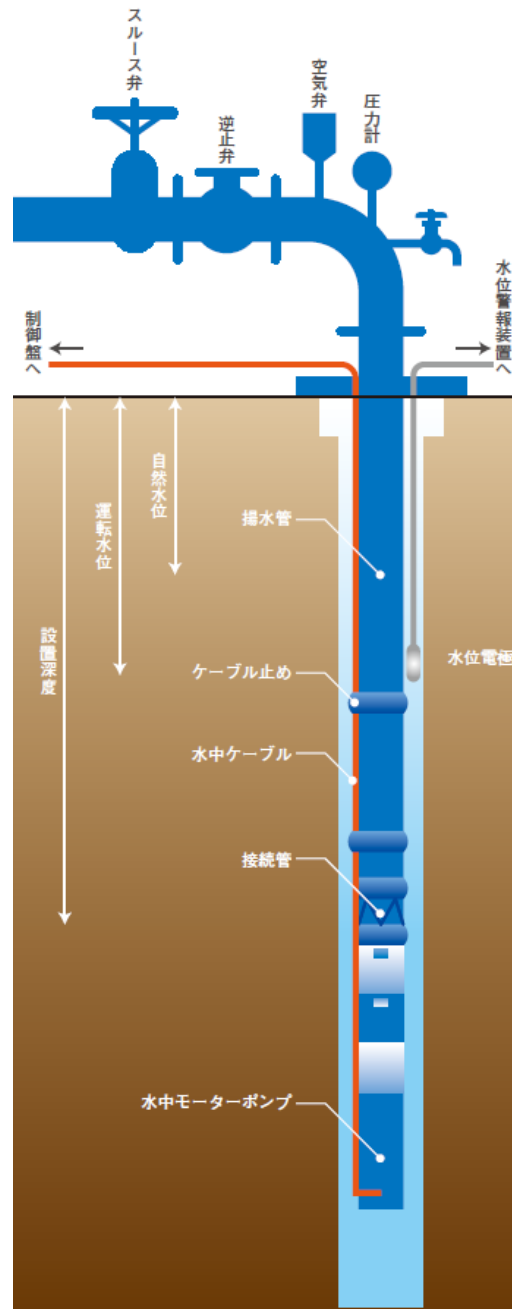 スルース弁
逆止弁
空気弁
圧力計
制御盤へ
水位警報装置へ
自然水位
運転水位
設置深度
揚水管
水位電極
ケーブル止め
水中ケーブル
接続管
水中モーターポンプ